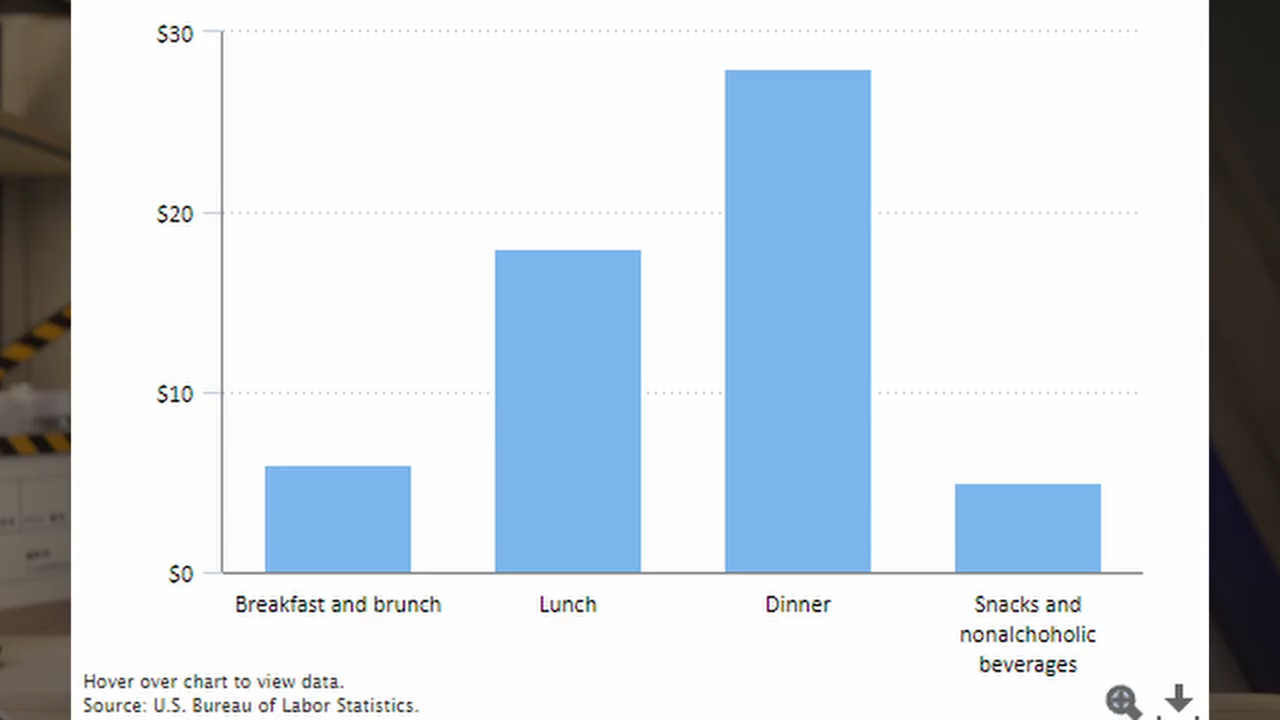 $30
$20
$10
$0
Breakfast and brunch
Lunch
Dinner
Snacks and
nonalchoholic
beverages
Hover over chart to view data.
Source: U.S. Bureau of Labor Statistics.